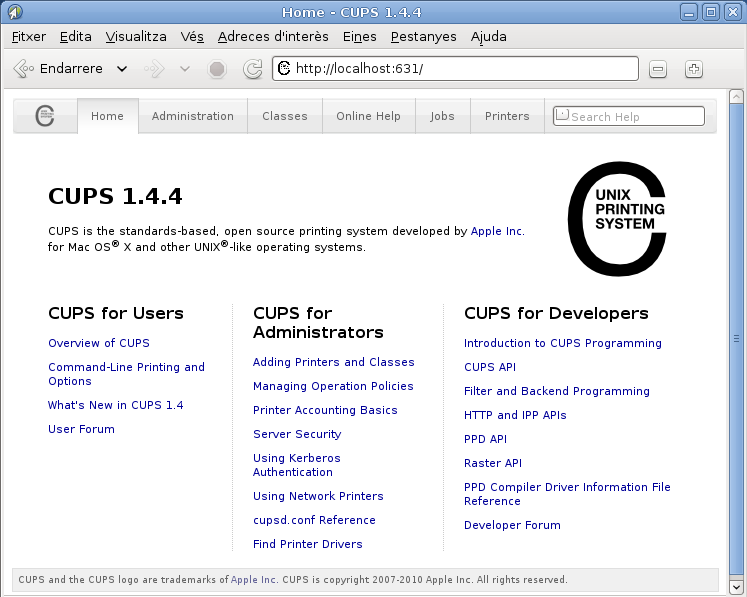 Home - CUPS 1.4.4
Fitxer Edita Visualitza Vés Adreces d'interès Eines Pestanyes Ajuda
Endarrere http://localhost:631/
UNIX PRINTING SYSTEM Home Administration Classes Online Help Jobs Printers Search Help
CUPS 1.4.4
CUPS is the standards-based, open source printing system developed by Apple Inc.
for Mac OS® X and other UNIX®-like operating systems.
UNIX
PRINTING
SYSTEM
CUPS for Users
Overview of CUPS
Command-Line Printing and
Options
What's New in CUPS 1.4
User Forum
CUPS for
Administrators
Adding Printers and Classes
Managing Operation Policies
Printer Accounting Basics
Server Security
Using Kerberos
Authentication
Using Network Printers
cupsd.conf Reference
Find Printer Drivers
CUPS for Developers
Introduction to CUPS Programming
CUPS API
Filter and Backend Programming
HTTP and IPP APIs
PPD API
Raster API
PPD Compiler Driver Information File
Reference
Developer Forum
CUPS and the CUPS logo are trademarks of Apple Inc. CUPS is copyright 2007-2010 Apple Inc. All rights reserved.